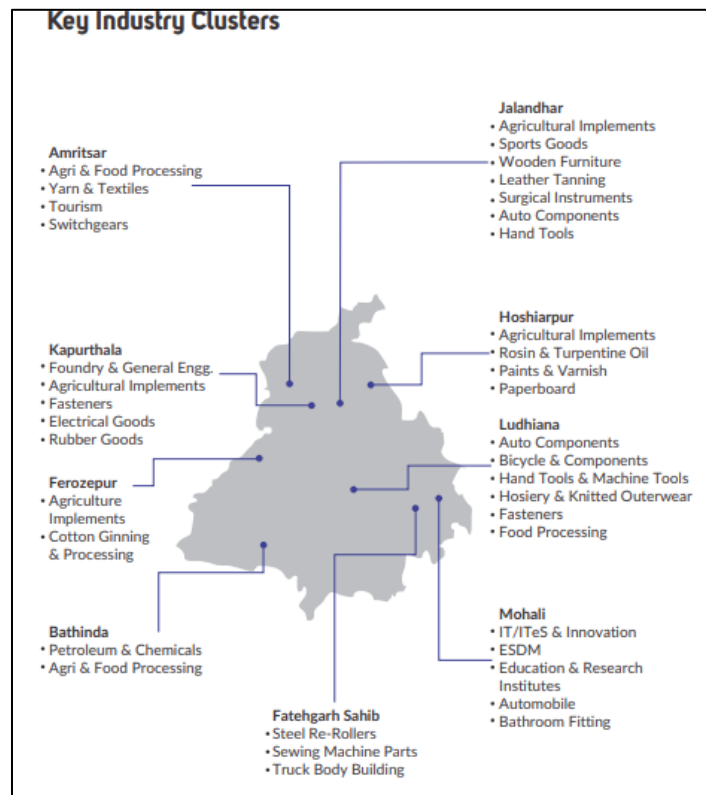 Key Industry Clusters
Amritsar
• Agri & Food Processing
• Yarn & Textiles
• Tourism
• Switchgears
Jalandhar
• Agricultural Implements
• Sports Goods
• Wooden Furniture
• Leather Tanning
• Surgical Instruments
• Auto Components
• Hand Tools
Kapurthala
• Foundry & General Engg.
• Agricultural Implements
• Fasteners
• Electrical Goods
• Rubber Goods
Hoshiarpur
• Agricultural Implements
• Rosin & Turpentine Oil
• Paints & Varnish
• Paperboard
Ferozepur
• Agriculture
Implements
• Cotton Ginning
& Processing
Ludhiana
• Auto Components
• Bicycle & Components
• Hand Tools & Machine Tools
• Hosiery & Knitted Outerwear
• Fasteners
• Food Processing
Bathinda
• Petroleum & Chemicals
• Agri & Food Processing
Mohali
• IT/ITeS & Innovation
• ESDM
• Education & Research
Institutes
• Automobile
• Bathroom Fitting
Fatehgarh Sahib
• Steel Re-Rollers
• Sewing Machine Parts
• Truck Body Building